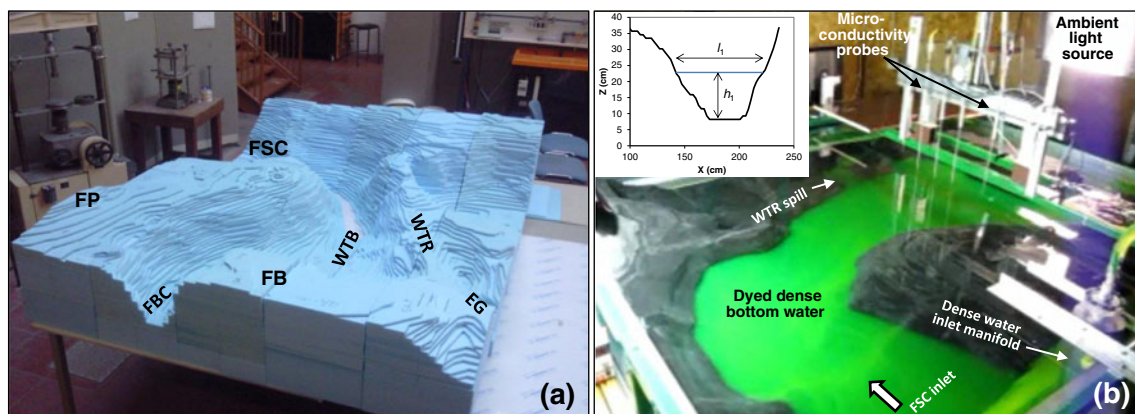 FSC
FP
WTR
WTB
FB
FBC
EG
(a)
Micro-
conductivity
probes
Ambient
light
source
40
35
30
25
20
15
10
5
0
Z (cm)
l1
h1
100
150
200
250
X (cm)
WTR spill
Dyed dense
bottom water
Dense water
inlet manifold
FSC inlet
(b)